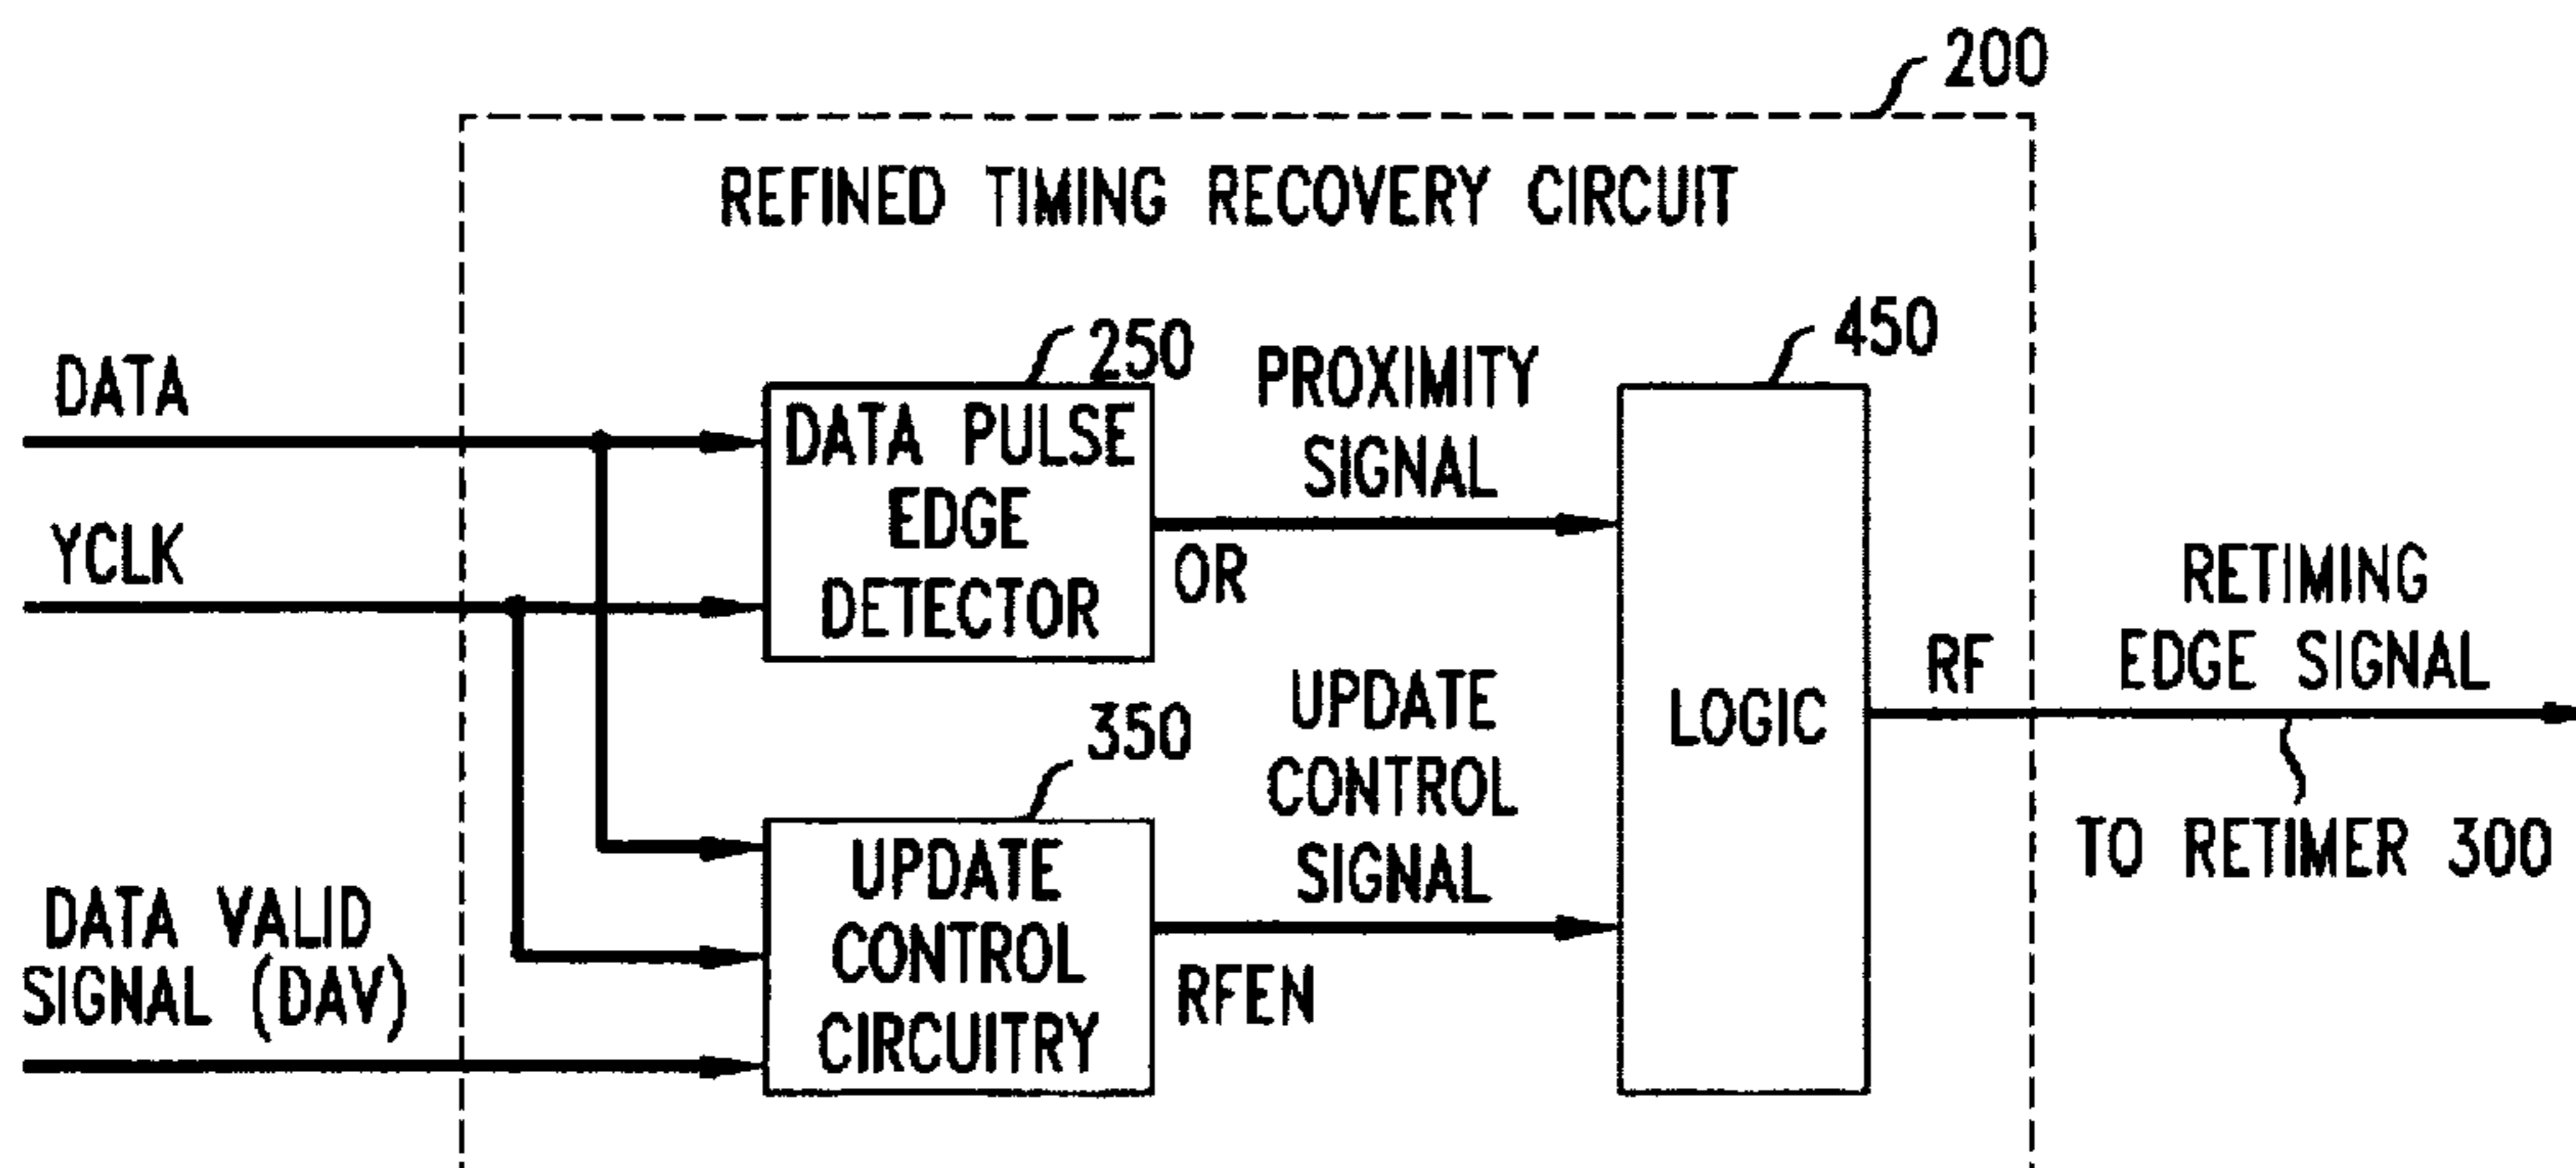 200
REFINED TIMING RECOVERY CIRCUIT
DATA
YCLK
DATA VALID
SIGNAL (DAV)
250
DATA PULSE
EDGE
DETECTOR
PROXIMITY
SIGNAL
OR
350
UPDATE
CONTROL
CIRCUITRY
UPDATE
CONTROL
SIGNAL
RFEN
450
LOGIC
RF
RETIMING
EDGE SIGNAL
TO RETIMER 300